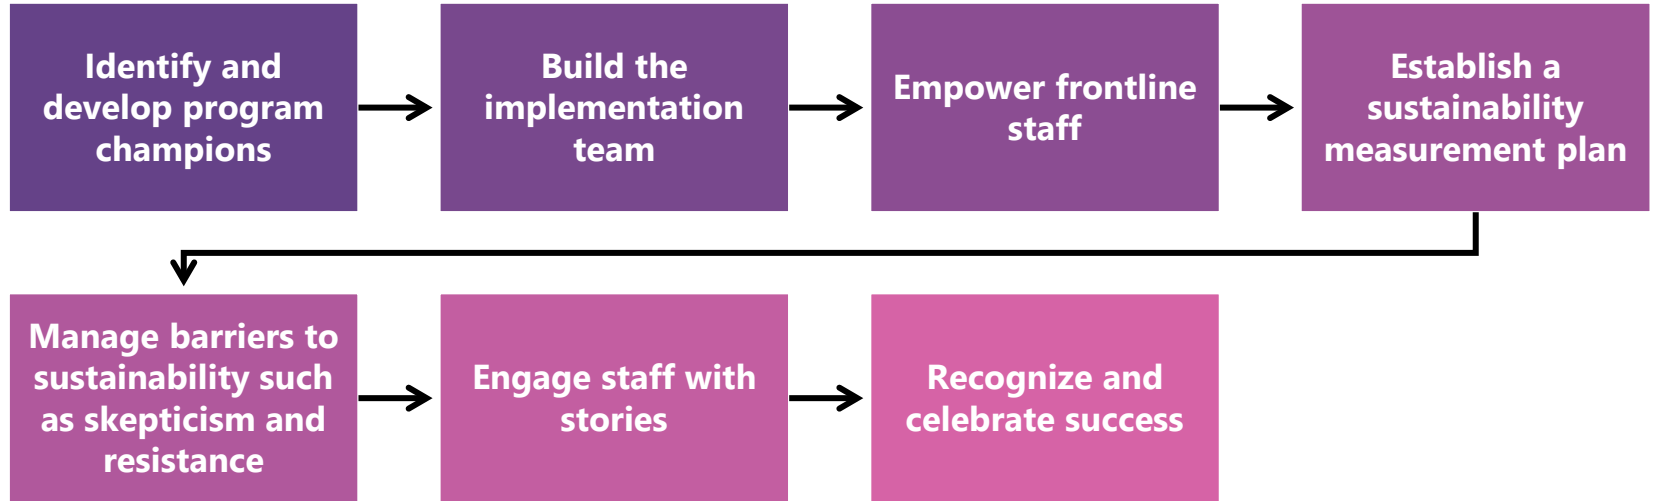 Identify and
develop program
champions
Build the
implementation
team
Empower frontline
staff
Establish a
sustainability
measurement plan
Manage barriers to
sustainability such
as skepticism and
resistance
Engage staff with
stories
Recognize and
celebrate success